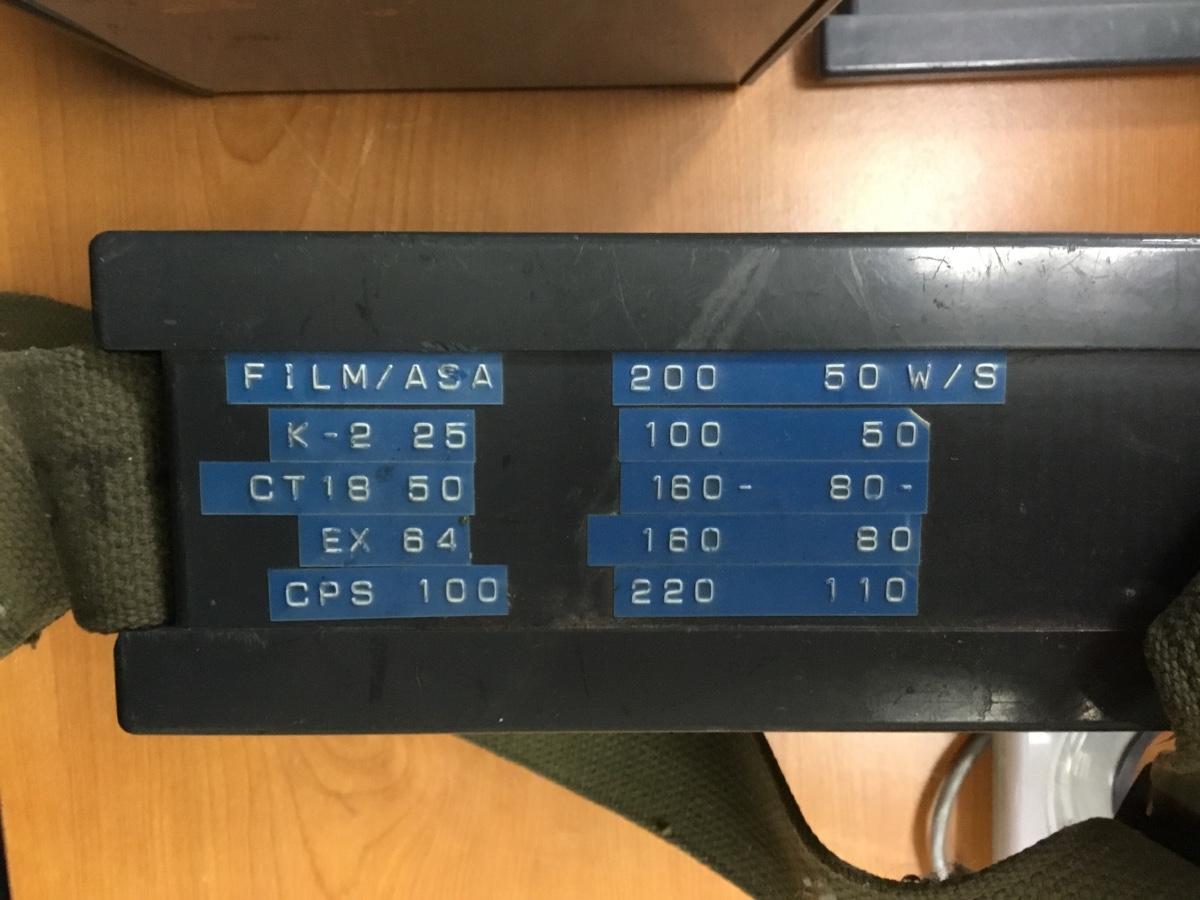 FILM/ASA 200 50 W/S
K-2 25 100 50
CT18 50 160- 80-
EX 64 160 80
CPS 100 220 110